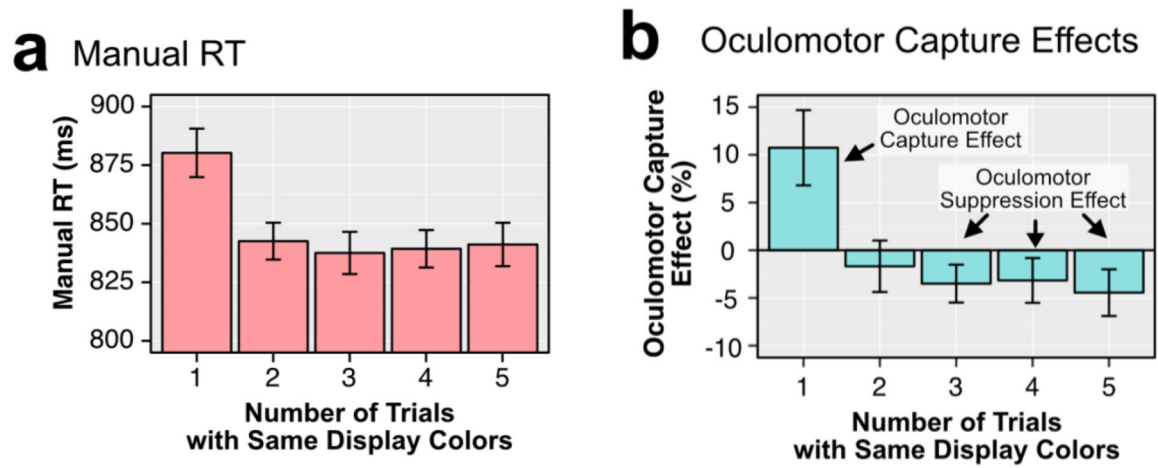 a Manual RT
Manual RT (ms)
900
875
850
825
800
1 2 3 4 5
Number of Trials
with Same Display Colors
b Oculomotor Capture Effects
Oculomotor Capture
Effect (%)
15
10
5
0
-5
-10
Oculomotor
Capture Effect
Oculomotor
Suppression Effect
1 2 3 4 5
Number of Trials
with Same Display Colors